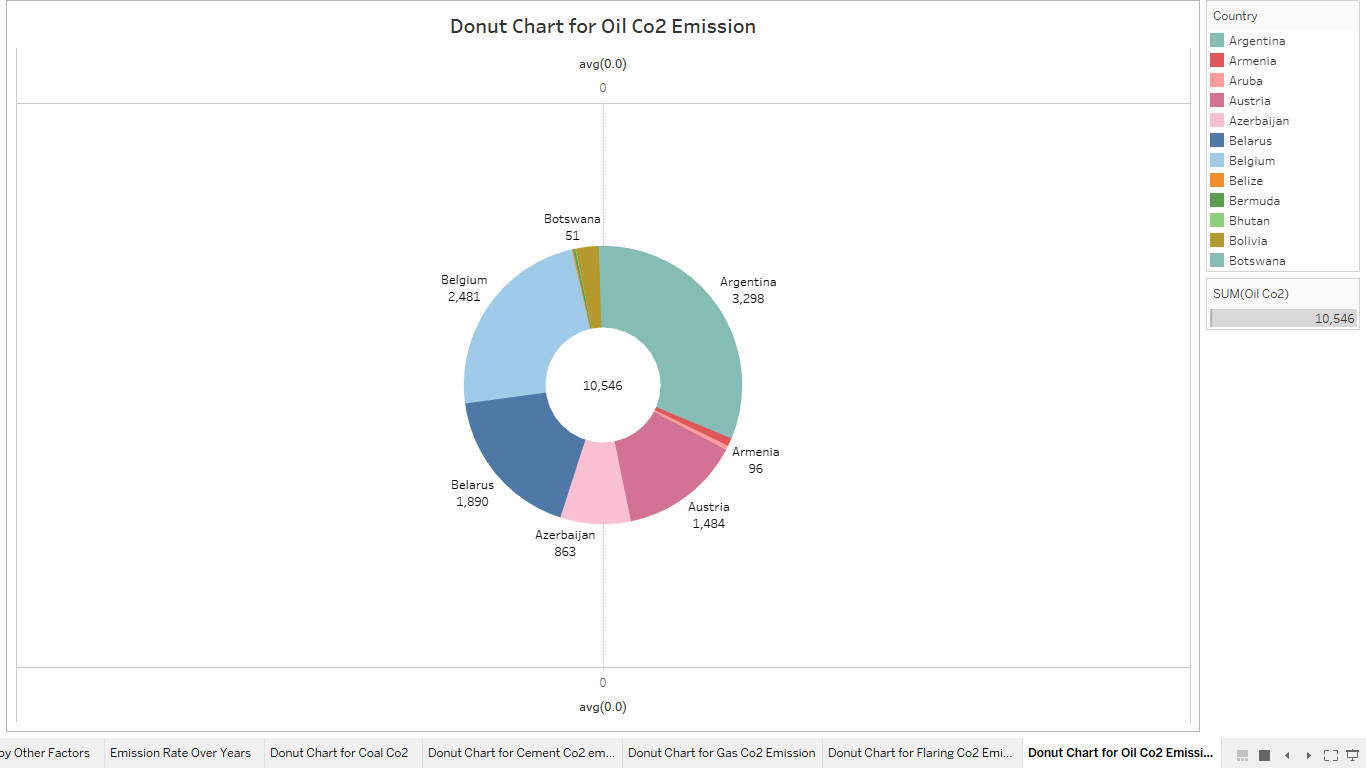 Donut Chart for Oil Co2 Emission
avg(0.0)
0
Botswana
51
Belgium
2,481
Argentina
3,298
10,546
Armenia
96
Belarus
1,890
Austria
1,484
Azerbaijan
863
0
avg(0.0)
Country
Argentina
Armenia
Aruba
Austria
Azerbaijan
Belarus
Belgium
Belize
Bermuda
Bhutan
Bolivia
Botswana
SUM(Oil Co2)
10,546
by Other Factors
Emission Rate Over Years
Donut Chart for Coal Co2
Donut Chart for Cement Co2 em...
Donut Chart for Gas Co2 Emission
Donut Chart for Flaring Co2 Emi...
Donut Chart for Oil Co2 Emissi...